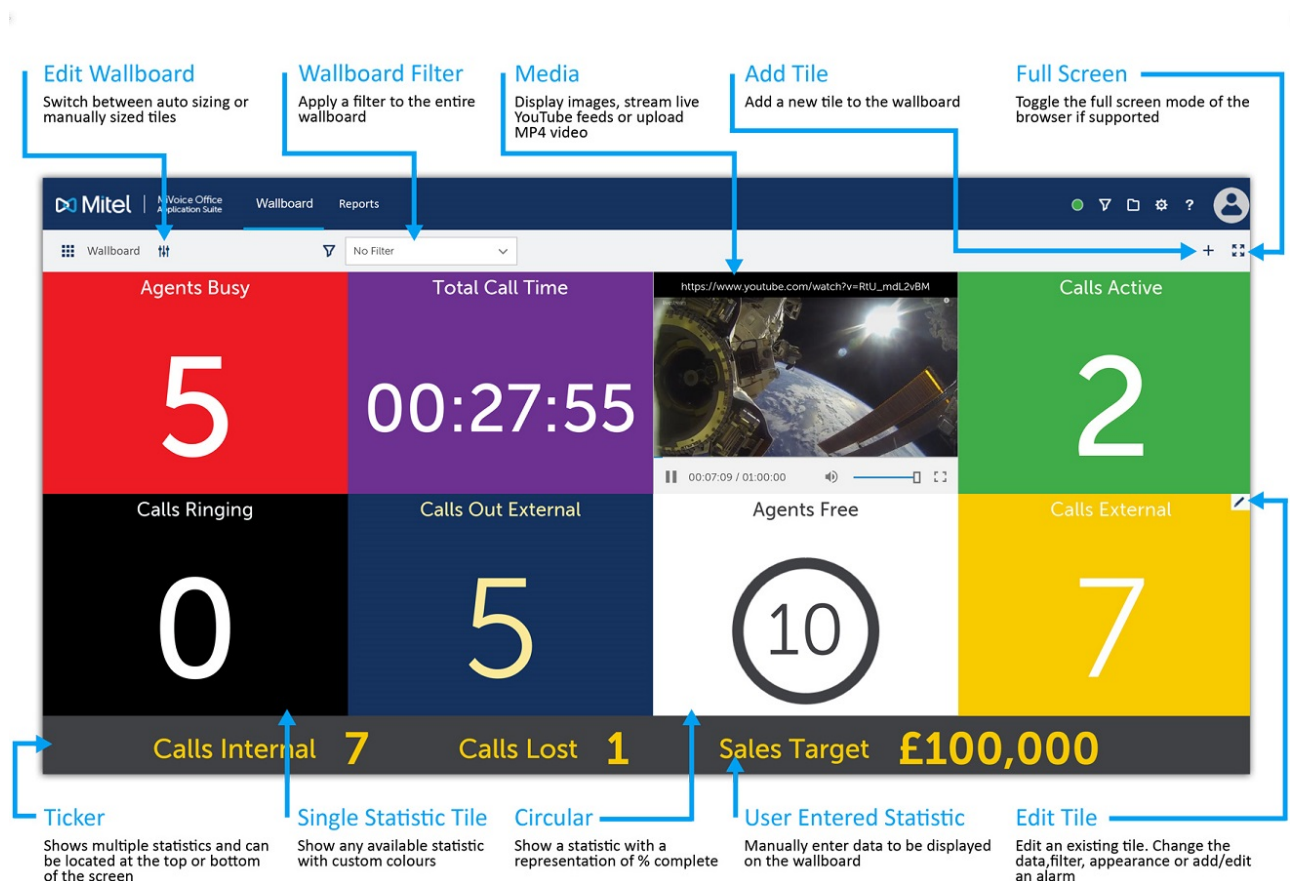 Edit Wallboard
Switch between auto sizing or
manually sized tiles
Wallboard Filter
Apply a filter to the entire
wallboard
Media
Display images, stream live
YouTube feeds or upload
MP4 video
Add Tile
Add a new tile to the wallboard
Full Screen
Toggle the full screen mode of the
browser if supported
Mitel
MiVoice Office
Application Suite
Wallboard
Reports
?
Wallboard
No Filter
Agents Busy
5
Total Call Time
00:27:55
https://www.youtube.com/watch?v=RtU_mdL2vBM
00:07:09 / 01:00:00
Calls Active
2
Calls Ringing
0
Calls Out External
5
Agents Free
10
Calls External
7
Calls Internal 7 Calls Lost 1 Sales Target £100,000
Ticker
Shows multiple statistics and can
be located at the top or bottom
of the screen
Single Statistic Tile
Show any available statistic
with custom colours
Circular
Show a statistic with a
representation of % complete
User Entered Statistic
Manually enter data to be displayed
on the wallboard
Edit Tile
Edit an existing tile. Change the
data,filter, appearance or add/edit
an alarm